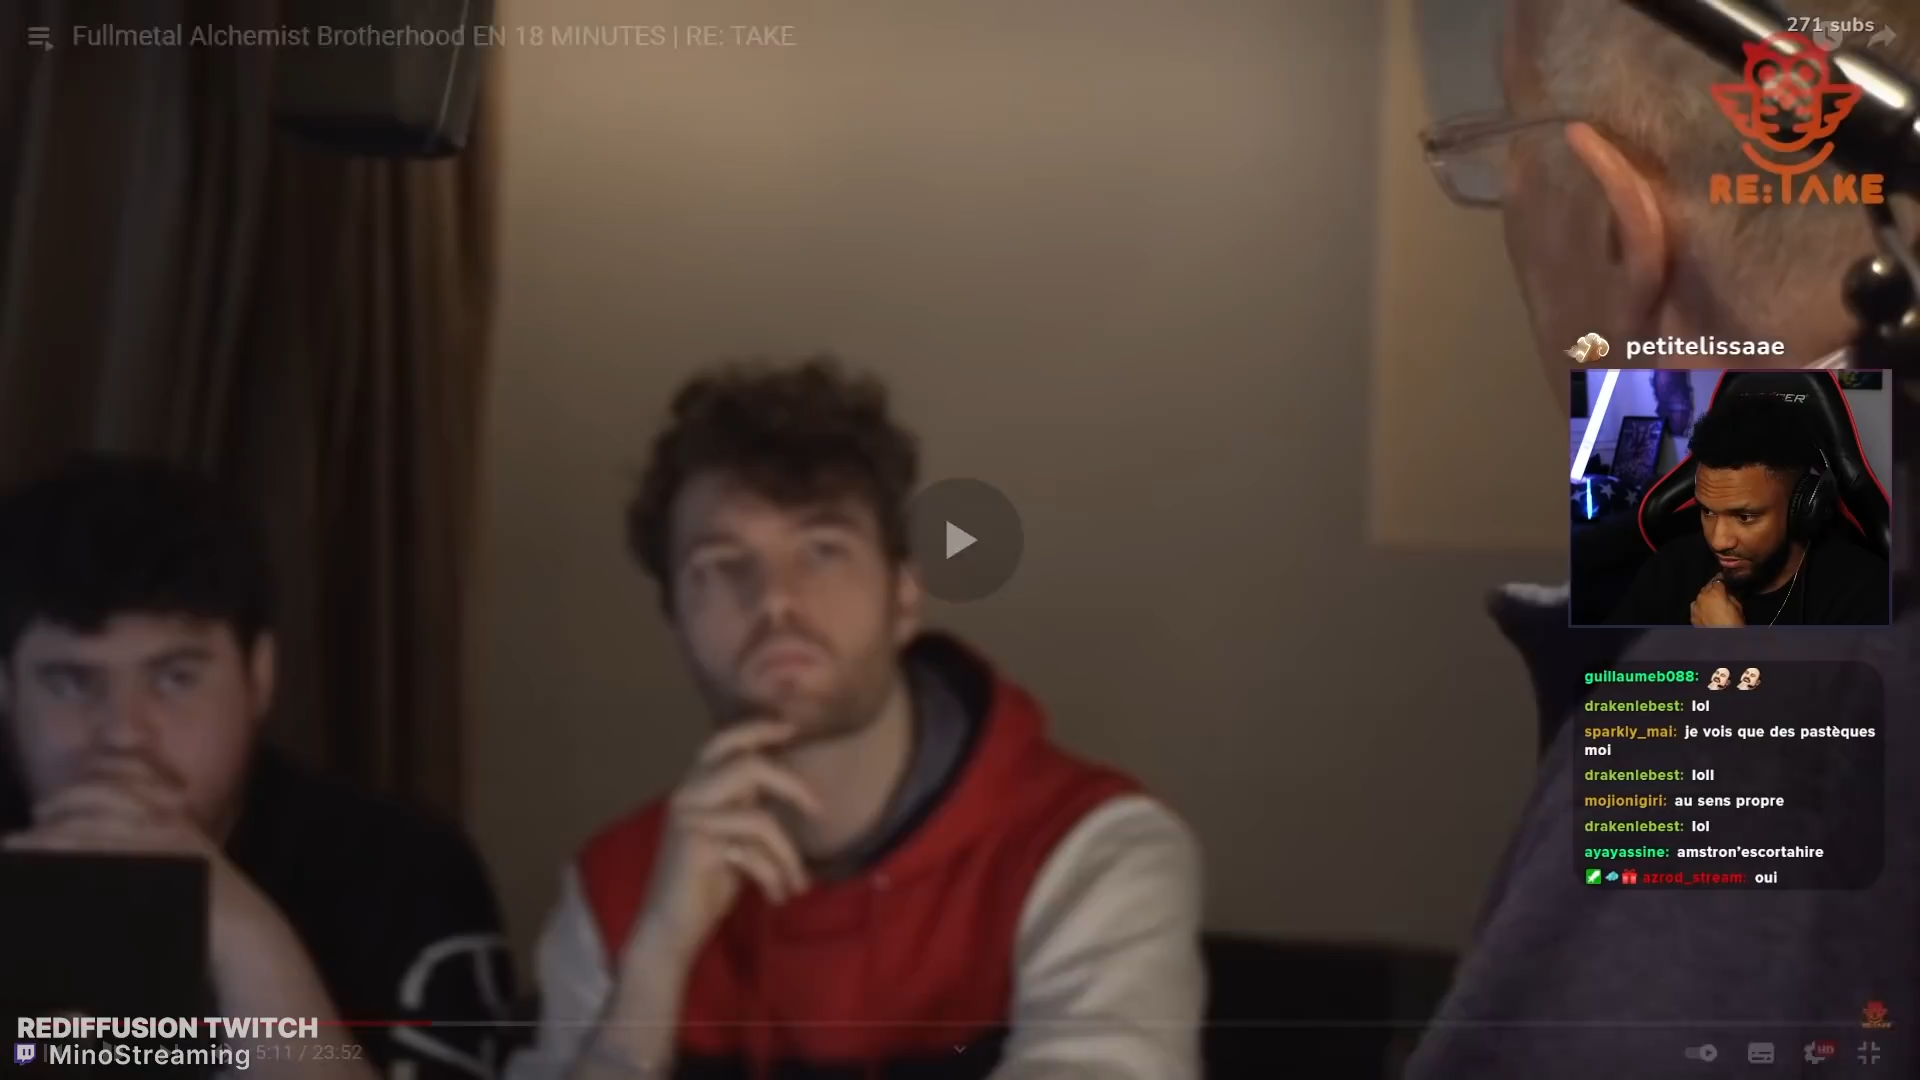 Fullmetal Alchemist Brotherhood EN 18 MINUTES | RE: TAKE
271 subs
RE:TAKE
petitelissaae
guillaumeb088:
drakenlebest: lol
sparkly_mai: je vois que des pastèques
moi
drakenlebest: loll
mojionigiri: au sens propre
drakenlebest: lol
ayayassine: amstron'escortahire
azrod_stream: oui
REDIFFUSION TWITCH
MinoStreaming
5:11 / 23:52
HD